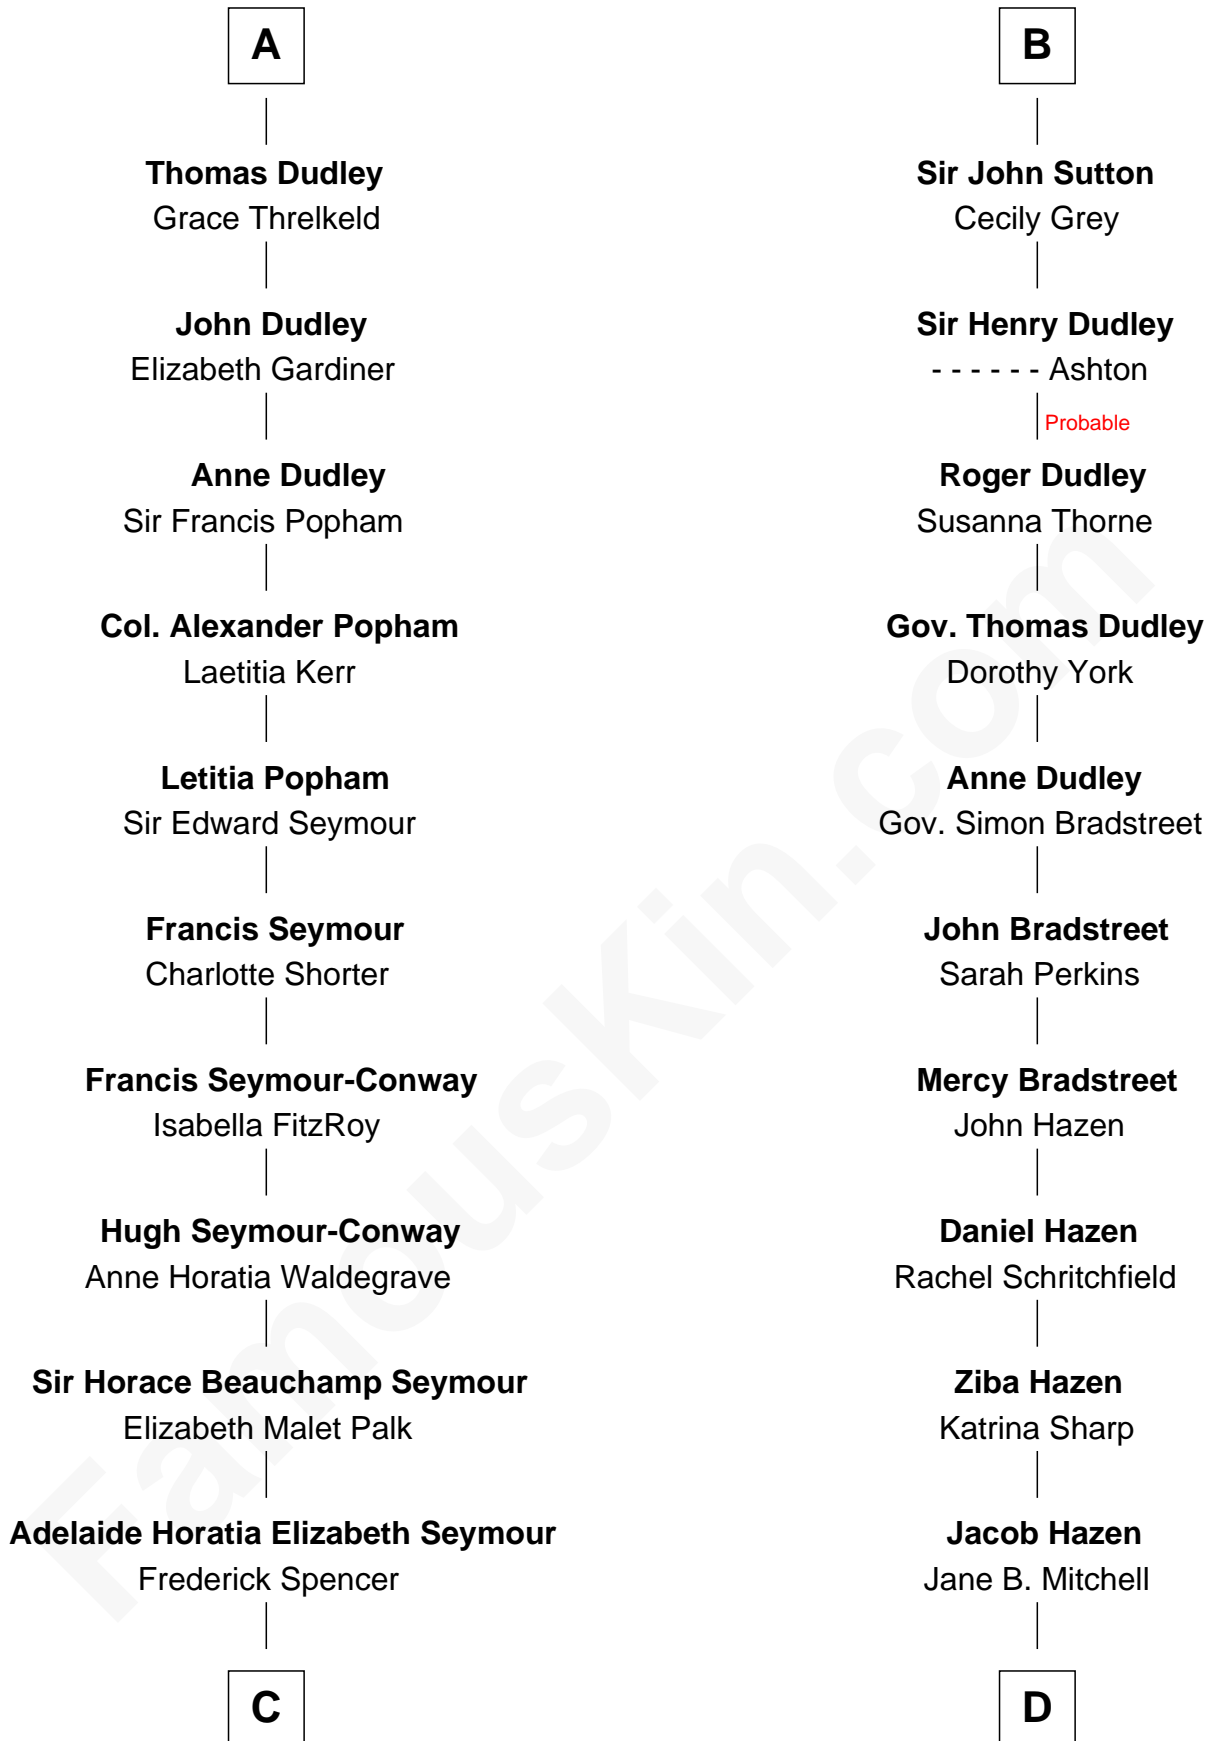 A
Thomas Dudley
Grace Threlkeld
John Dudley
Elizabeth Gardiner
Anne Dudley
Sir Francis Popham
Col. Alexander Popham
Laetitia Kerr
Letitia Popham
Sir Edward Seymour
Francis Seymour
Charlotte Shorter
Francis Seymour-Conway
Isabella FitzRoy
Hugh Seymour-Conway
Anne Horatia Waldegrave
Sir Horace Beauchamp Seymour
Elizabeth Malet Palk
Adelaide Horatia Elizabeth Seymour
Frederick Spencer
C
B
Sir John Sutton
Cecily Grey
Sir Henry Dudley
- - - - - - Ashton
Probable
Roger Dudley
Susanna Thorne
Gov. Thomas Dudley
Dorothy York
Anne Dudley
Gov. Simon Bradstreet
John Bradstreet
Sarah Perkins
Mercy Bradstreet
John Hazen
Daniel Hazen
Rachel Schritchfield
Ziba Hazen
Katrina Sharp
Jacob Hazen
Jane B. Mitchell
D
FamousKin.com